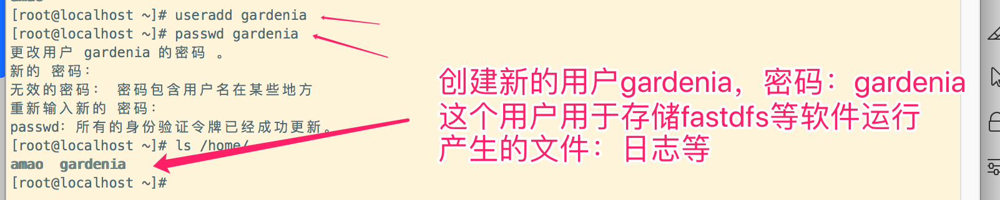 [root@localhost ~]# useradd gardenia
[root@localhost ~]# passwd gardenia
更改用户 gardenia 的密码 。
新的 密码：
无效的密码： 密码包含用户名在某些地方
重新输入新的 密码：
passwd：所有的身份验证令牌已经成功更新。
[root@localhost ~]# ls /home/
amao gardenia
[root@localhost ~]#
创建新的用户gardenia，密码：gardenia
这个用户用于存储fastdfs等软件运行
产生的文件：日志等